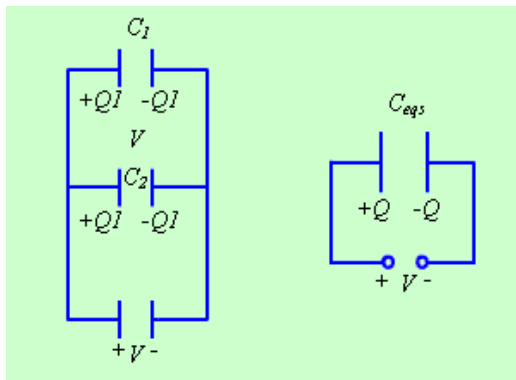 C1
+Q1 -Q1
V
C2
+Q1 -Q1
+V-
Ceqs
+Q -Q
+ V -